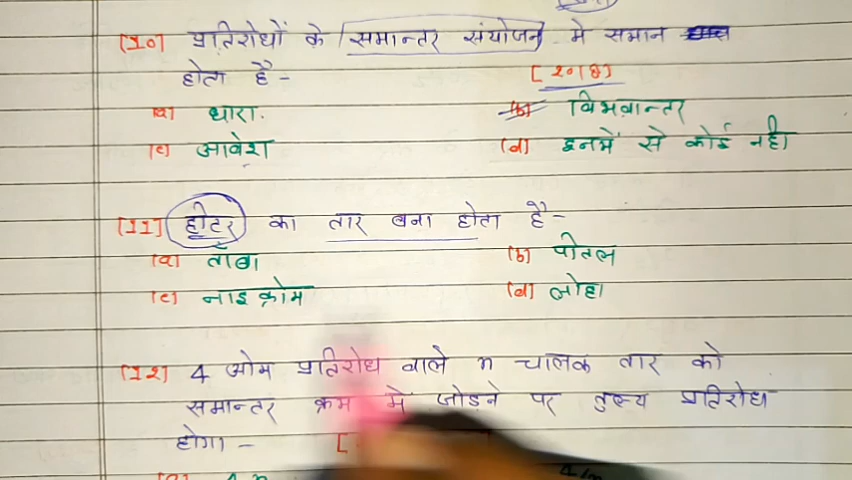 [10] प्रतिरोधों के समान्तर संयोजन में समान
होता है -
(a) धारा. (b) विभवान्तर
(c) आवेश (d) इनमें से कोई नही
[11] हीटर का तार बना होता है -
(a) ताँबा (b) पीतल
(c) नाइक्रोम (d) लोहा
[12] 4 ओम प्रतिरोध वाले n चालक तार को
समान्तर क्रम में जोड़ने पर तुल्य प्रतिरोध
होगा -